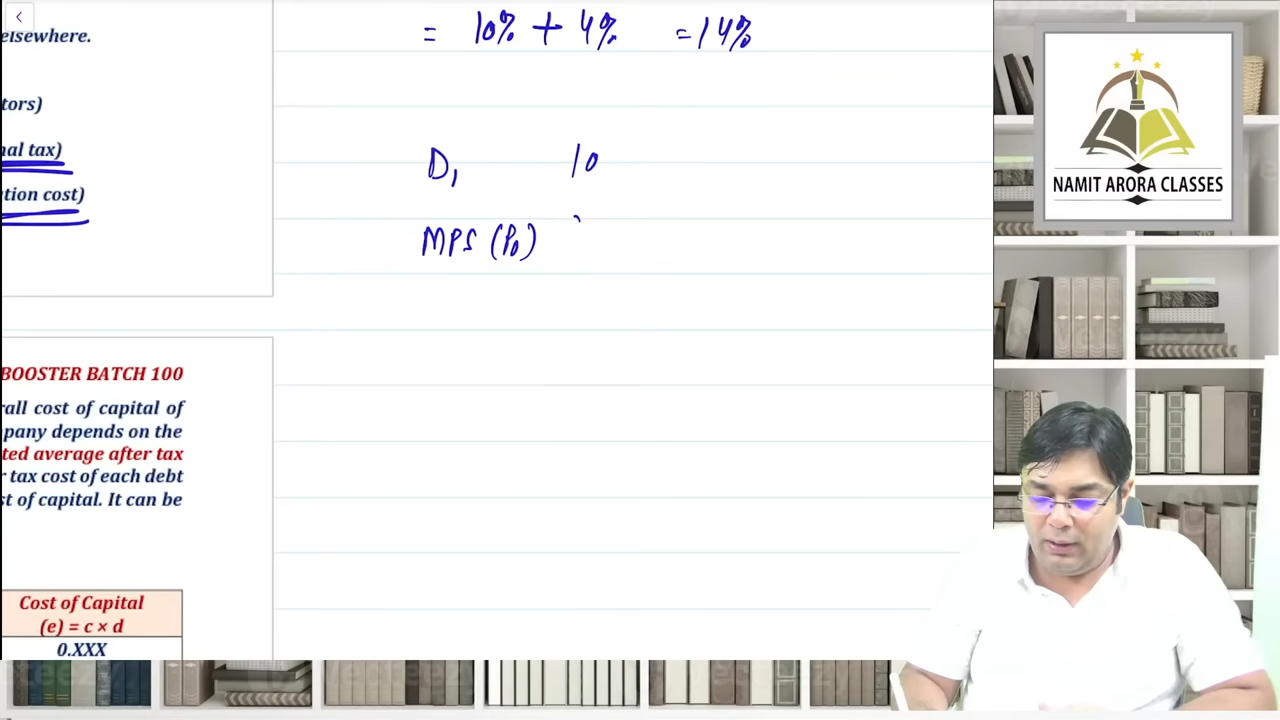 elsewhere.
tors)
nal tax)
tion cost)
= 10% + 4% = 14%
D₁ 10
MPS (P₀)
BOOSTER BATCH 100
rall cost of capital of
pany depends on the
ted average after tax
r tax cost of each debt
st of capital. It can be
Cost of Capital
(e) = c × d
0.XXX
NAMIT ARORA CLASSES